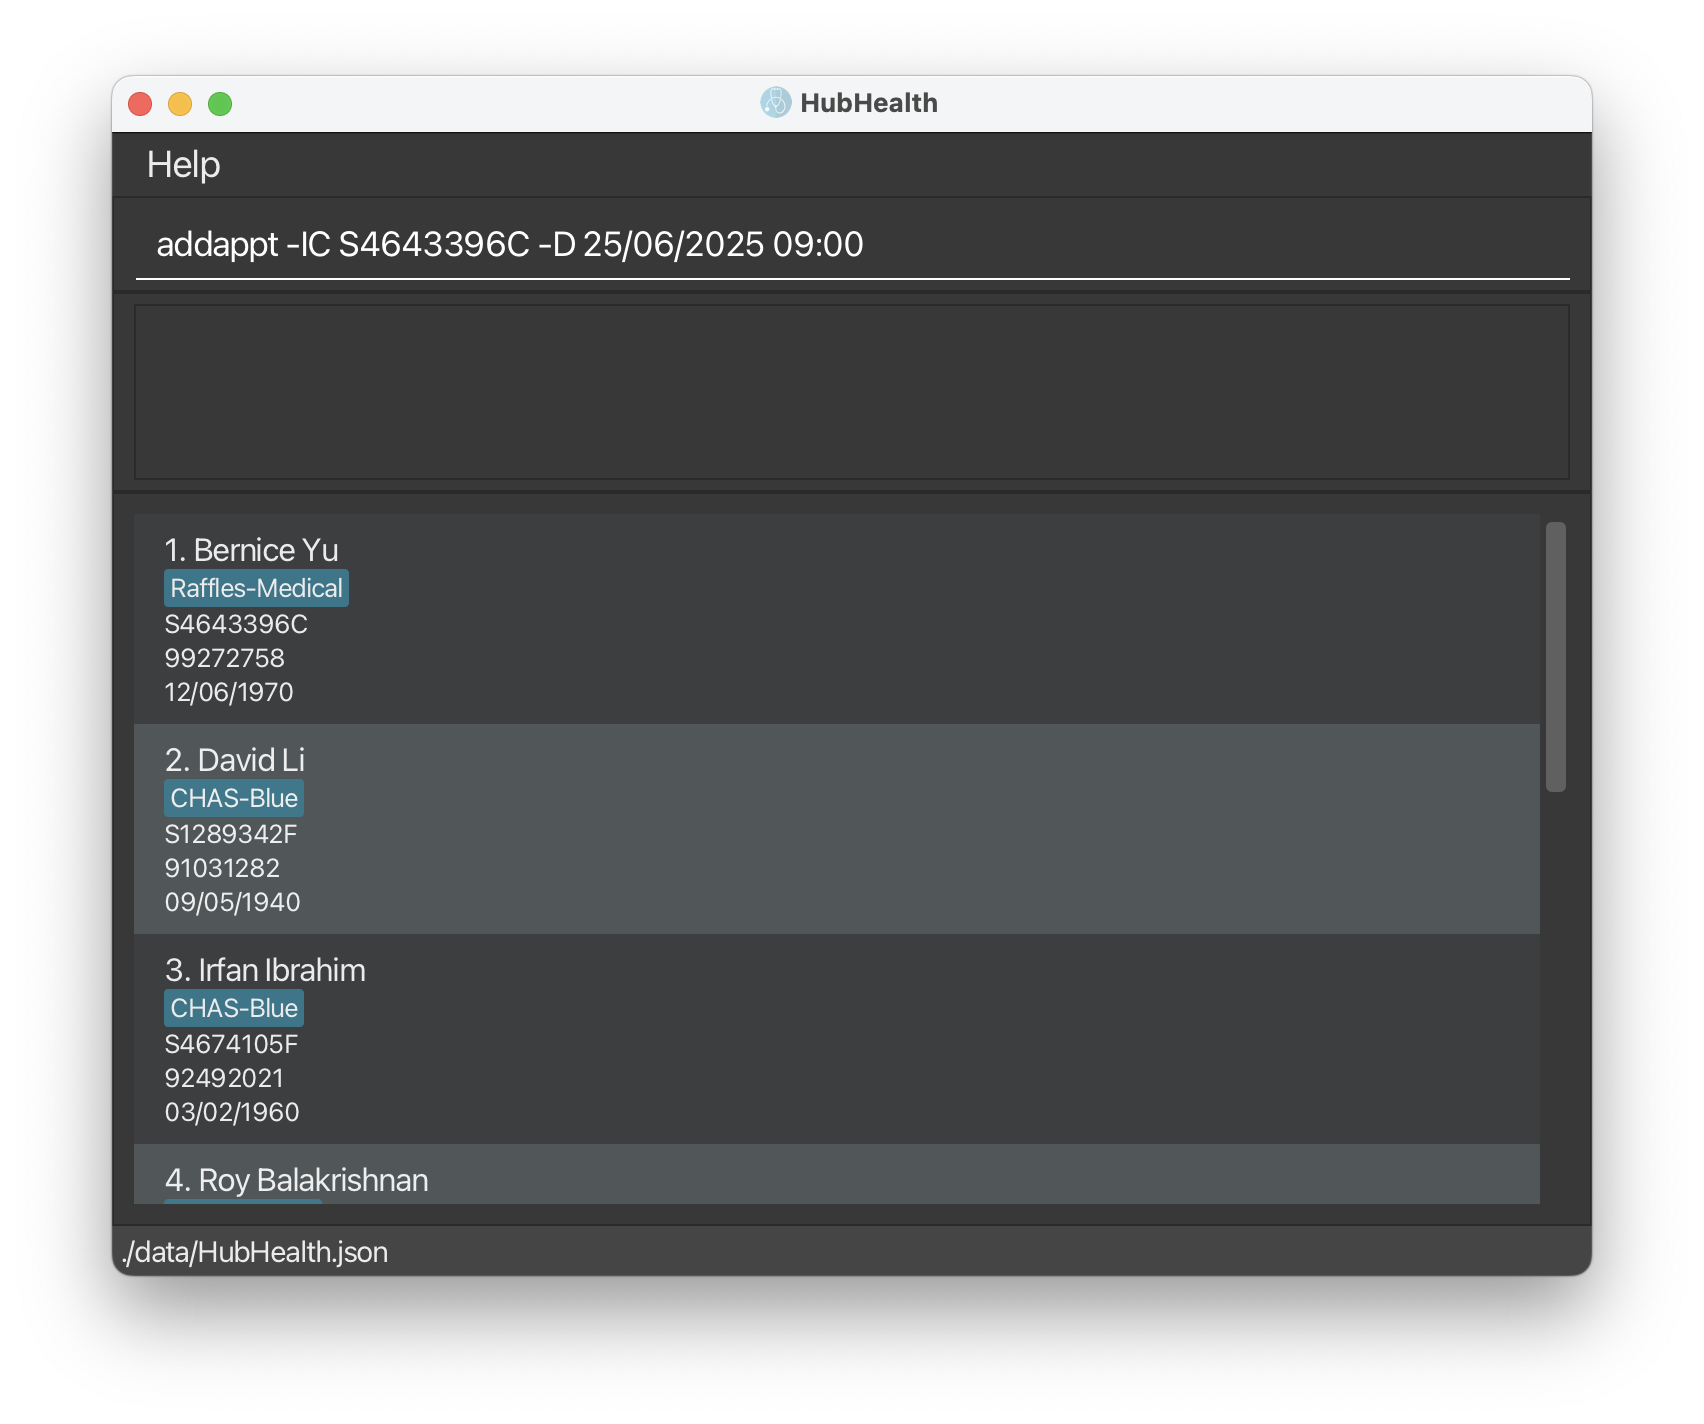 HubHealth
Help
addappt -IC S4643396C -D 25/06/2025 09:00
1. Bernice Yu
Raffles-Medical
S4643396C
99272758
12/06/1970
2. David Li
CHAS-Blue
S1289342F
91031282
09/05/1940
3. Irfan Ibrahim
CHAS-Blue
S4674105F
92492021
03/02/1960
4. Roy Balakrishnan
./data/HubHealth.json